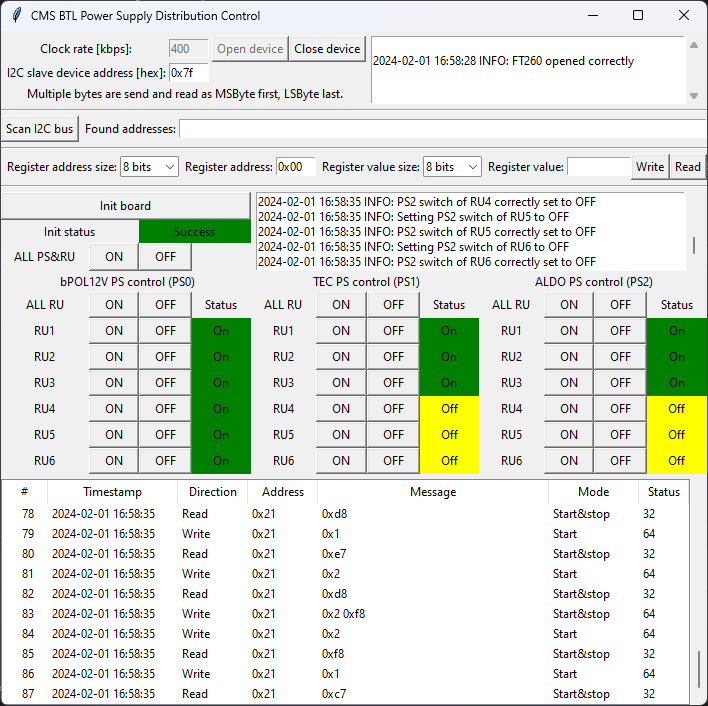 CMS BTL Power Supply Distribution Control
Clock rate [kbps]: 400 Open device Close device
2024-02-01 16:58:28 INFO: FT260 opened correctly
I2C slave device address [hex]: 0x7f
Multiple bytes are send and read as MSByte first, LSByte last.
Scan I2C bus Found addresses:
Register address size: 8 bits Register address: 0x00 Register value size: 8 bits Register value: Write Read
Init board
Init status Success
ALL PS&RU ON OFF
2024-02-01 16:58:35 INFO: PS2 switch of RU4 correctly set to OFF
2024-02-01 16:58:35 INFO: Setting PS2 switch of RU5 to OFF
2024-02-01 16:58:35 INFO: PS2 switch of RU5 correctly set to OFF
2024-02-01 16:58:35 INFO: Setting PS2 switch of RU6 to OFF
2024-02-01 16:58:35 INFO: PS2 switch of RU6 correctly set to OFF
bPOL12V PS control (PS0) TEC PS control (PS1) ALDO PS control (PS2)
ALL RU ON OFF Status ALL RU ON OFF Status ALL RU ON OFF Status
RU1 ON OFF On RU1 ON OFF On RU1 ON OFF On
RU2 ON OFF On RU2 ON OFF On RU2 ON OFF On
RU3 ON OFF On RU3 ON OFF On RU3 ON OFF On
RU4 ON OFF On RU4 ON OFF Off RU4 ON OFF Off
RU5 ON OFF On RU5 ON OFF Off RU5 ON OFF Off
RU6 ON OFF On RU6 ON OFF Off RU6 ON OFF Off
# Timestamp Direction Address Message Mode Status
78 2024-02-01 16:58:35 Read 0x21 0xd8 Start&stop 32
79 2024-02-01 16:58:35 Write 0x21 0x1 Start 64
80 2024-02-01 16:58:35 Read 0x21 0xe7 Start&stop 32
81 2024-02-01 16:58:35 Write 0x21 0x2 Start 64
82 2024-02-01 16:58:35 Read 0x21 0xd8 Start&stop 32
83 2024-02-01 16:58:35 Write 0x21 0x2 0xf8 Start&stop 64
84 2024-02-01 16:58:35 Write 0x21 0x2 Start 64
85 2024-02-01 16:58:35 Read 0x21 0xf8 Start&stop 32
86 2024-02-01 16:58:35 Write 0x21 0x1 Start 64
87 2024-02-01 16:58:35 Read 0x21 0xc7 Start&stop 32